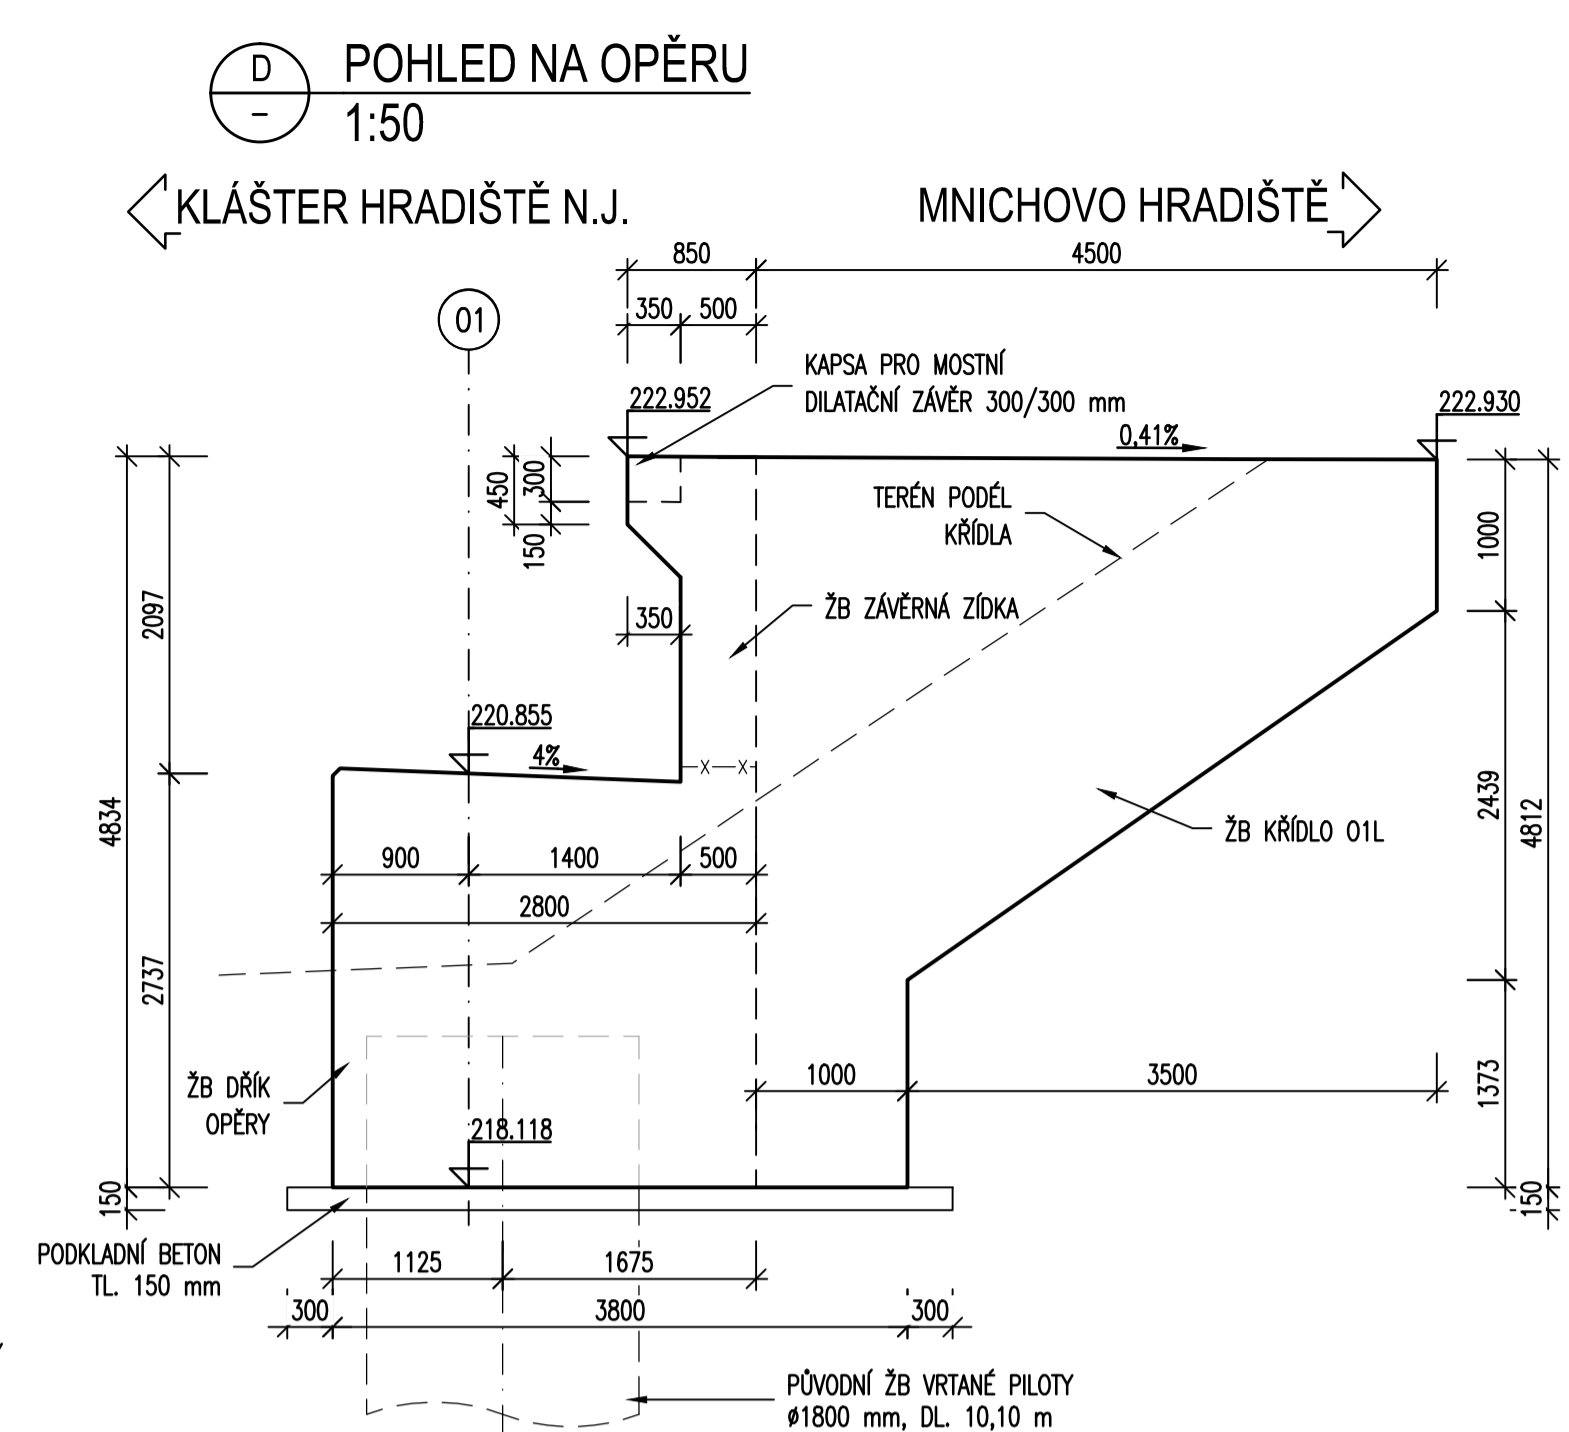 D
-
POHLED NA OPĚRU
1:50
KLÁŠTER HRADIŠTĚ N.J.
MNICHOVO HRADIŠTĚ
850
4500
350
500
O1
KAPSA PRO MOSTNÍ
DILATAČNÍ ZÁVĚR 300/300 mm
222.952
222.930
0,41%
450
300
150
TERÉN PODÉL
KŘÍDLA
1000
2097
350
ŽB ZÁVĚRNÁ ZÍDKA
220.855
4%
X
X
4834
2439
4812
ŽB KŘÍDLO O1L
900
1400
500
2800
2737
ŽB DŘÍK
OPĚRY
1000
3500
1373
218.118
150
150
PODKLADNÍ BETON
TL. 150 mm
1125
1675
300
3800
300
PŮVODNÍ ŽB VRTANÉ PILOTY
ø1800 mm, DL. 10,10 m